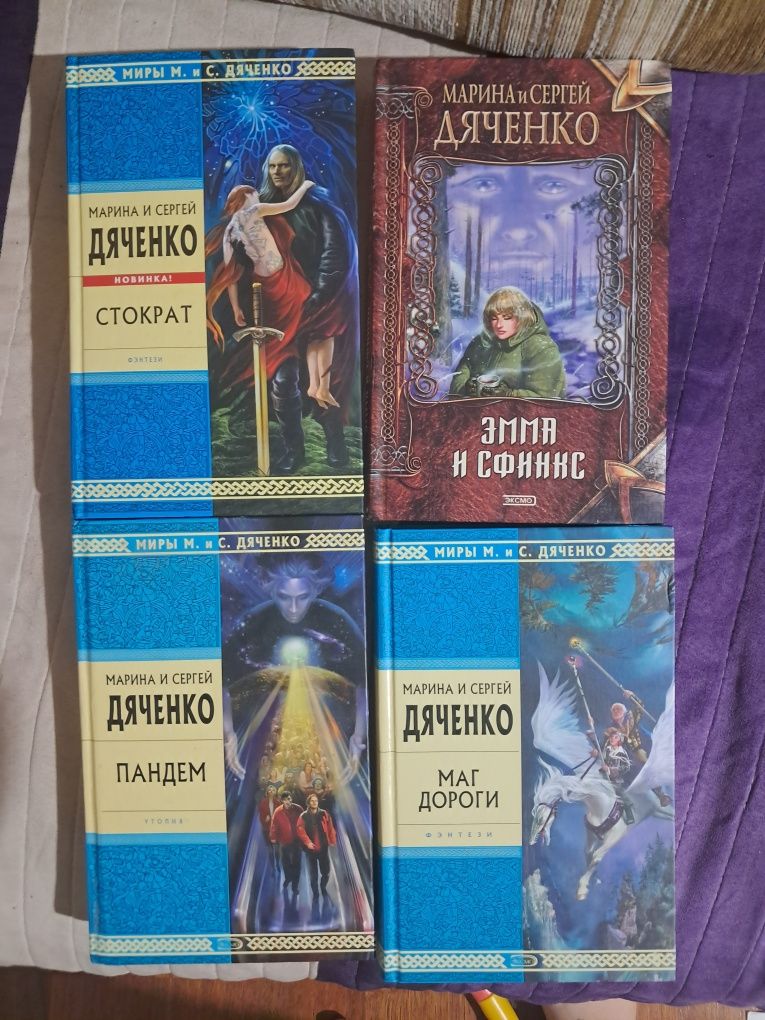 МИРЫ М. и С. ДЯЧЕНКО
МАРИНА И СЕРГЕЙ
ДЯЧЕНКО
НОВИНКА!
СТОКРАТ
ФЭНТЕЗИ
МАРИНА и СЕРГЕЙ
ДЯЧЕНКО
ЭММА
И СФИНКС
ЭКСМО
МИРЫ М. и С. ДЯЧЕНКО
МАРИНА И СЕРГЕЙ
ДЯЧЕНКО
ПАНДЕМ
УТОПИЯ
МИРЫ М. и С. ДЯЧЕНКО
МАРИНА И СЕРГЕЙ
ДЯЧЕНКО
МАГ
ДОРОГИ
ФЭНТЕЗИ